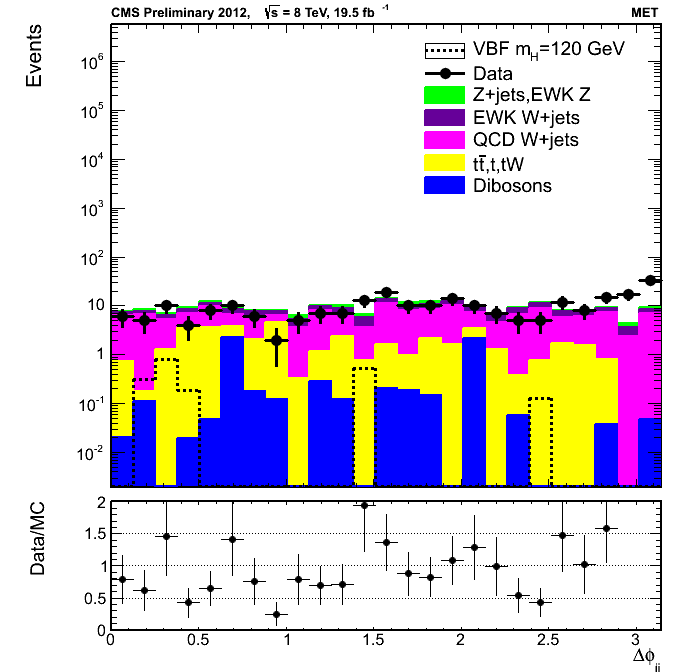 CMS Preliminary 2012, √s = 8 TeV, 19.5 fb⁻¹ MET
Events
10⁶
10⁵
10⁴
10³
10²
10
1
10⁻¹
10⁻²
VBF m_H=120 GeV
Data
Z+jets,EWK Z
EWK W+jets
QCD W+jets
tt̄,t,tW
Dibosons
Data/MC
2
1.5
1
0.5
0
0 0.5 1 1.5 2 2.5 3
Δϕ_jj